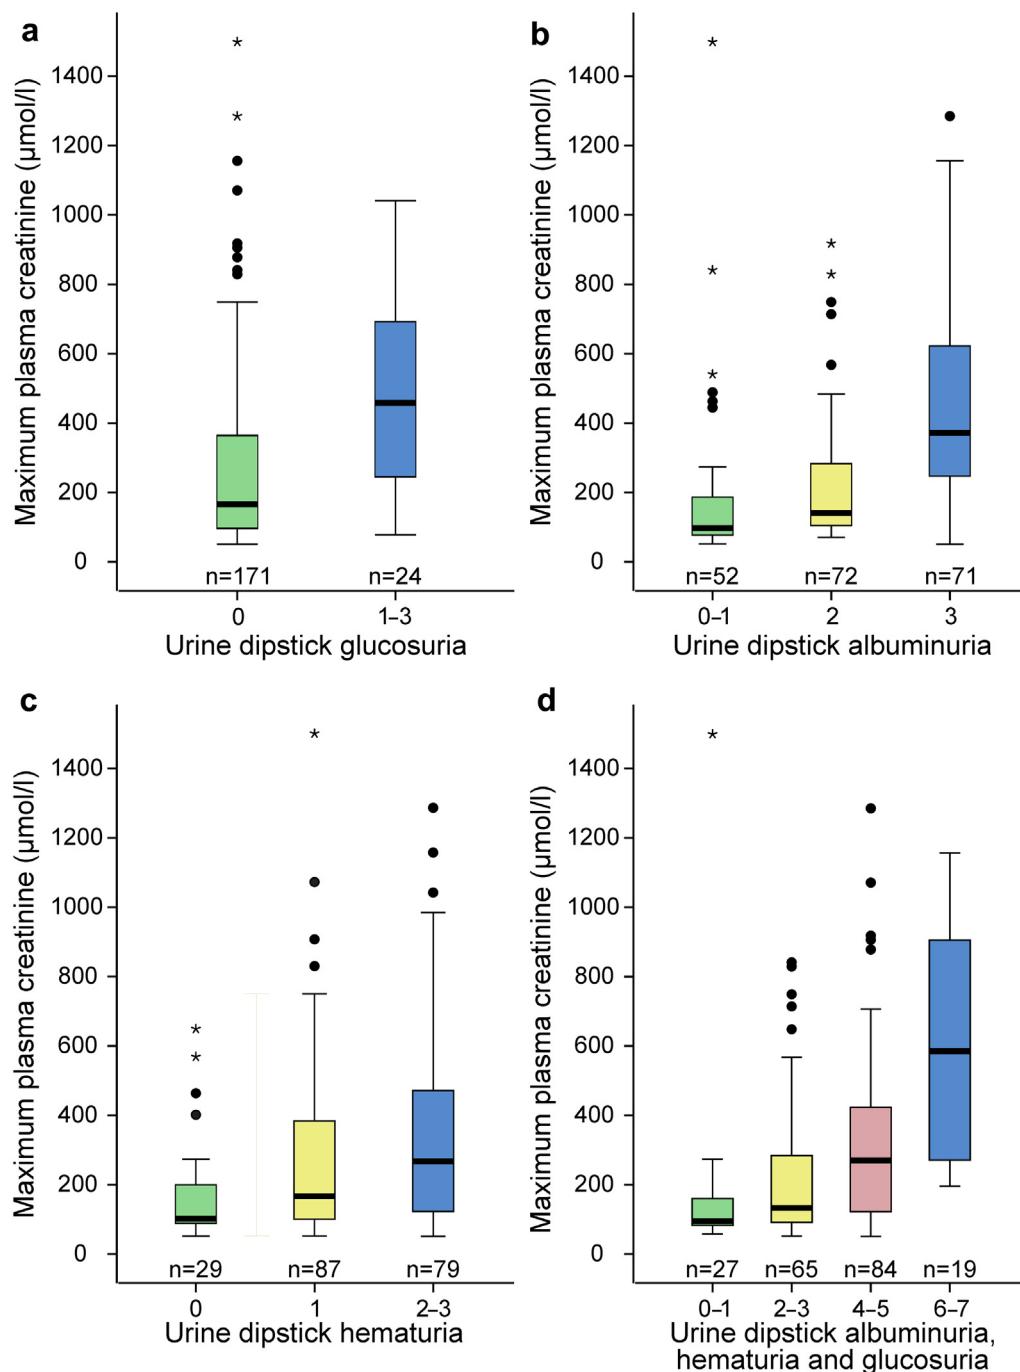 a
Maximum plasma creatinine (µmol/l)
1400
1200
1000
800
600
400
200
0
n=171 n=24
0 1–3
Urine dipstick glucosuria
b
Maximum plasma creatinine (µmol/l)
1400
1200
1000
800
600
400
200
0
n=52 n=72 n=71
0–1 2 3
Urine dipstick albuminuria
c
Maximum plasma creatinine (µmol/l)
1400
1200
1000
800
600
400
200
0
n=29 n=87 n=79
0 1 2–3
Urine dipstick hematuria
d
Maximum plasma creatinine (µmol/l)
1400
1200
1000
800
600
400
200
0
n=27 n=65 n=84 n=19
0–1 2–3 4–5 6–7
Urine dipstick albuminuria,
hematuria and glucosuria